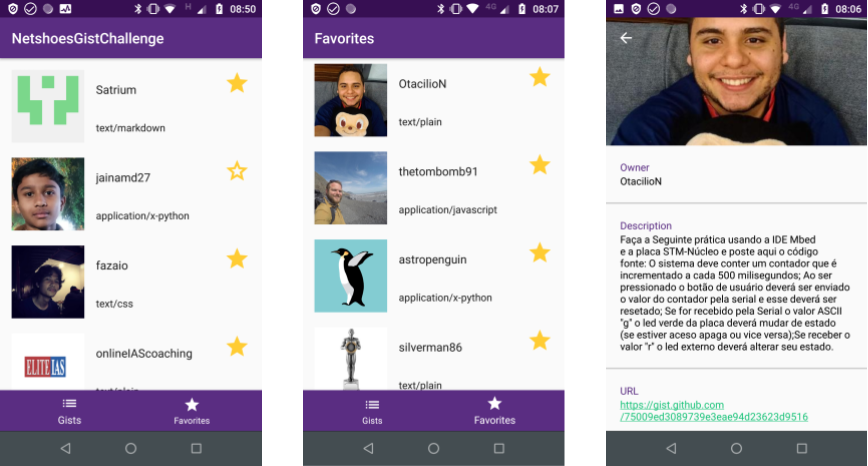 H 08:50
NetshoesGistChallenge
Satrium
text/markdown
jainamd27
application/x-python
fazaio
text/css
onlineIAScoaching
ELITE IAS
text/plain
Gists
Favorites
4G 08:07
Favorites
OtacilioN
text/plain
thetombomb91
application/javascript
astropenguin
application/x-python
silverman86
text/plain
Gists
Favorites
4G 08:06
Owner
OtacilioN
Description
Faça a Seguinte prática usando a IDE Mbed
e a placa STM-Núcleo e poste aqui o código
fonte: O sistema deve conter um contador que é
incrementado a cada 500 milisegundos; Ao ser
pressionado o botão de usuário deverá ser enviado
o valor do contador pela serial e esse deverá ser
resetado; Se for recebido pela Serial o valor ASCII
"g" o led verde da placa deverá mudar de estado
(se estiver aceso apaga ou vice versa);Se receber o
valor "r" o led externo deverá alterar seu estado.
URL
https://gist.github.com
/75009ed3089739e3eae94d23623d9516